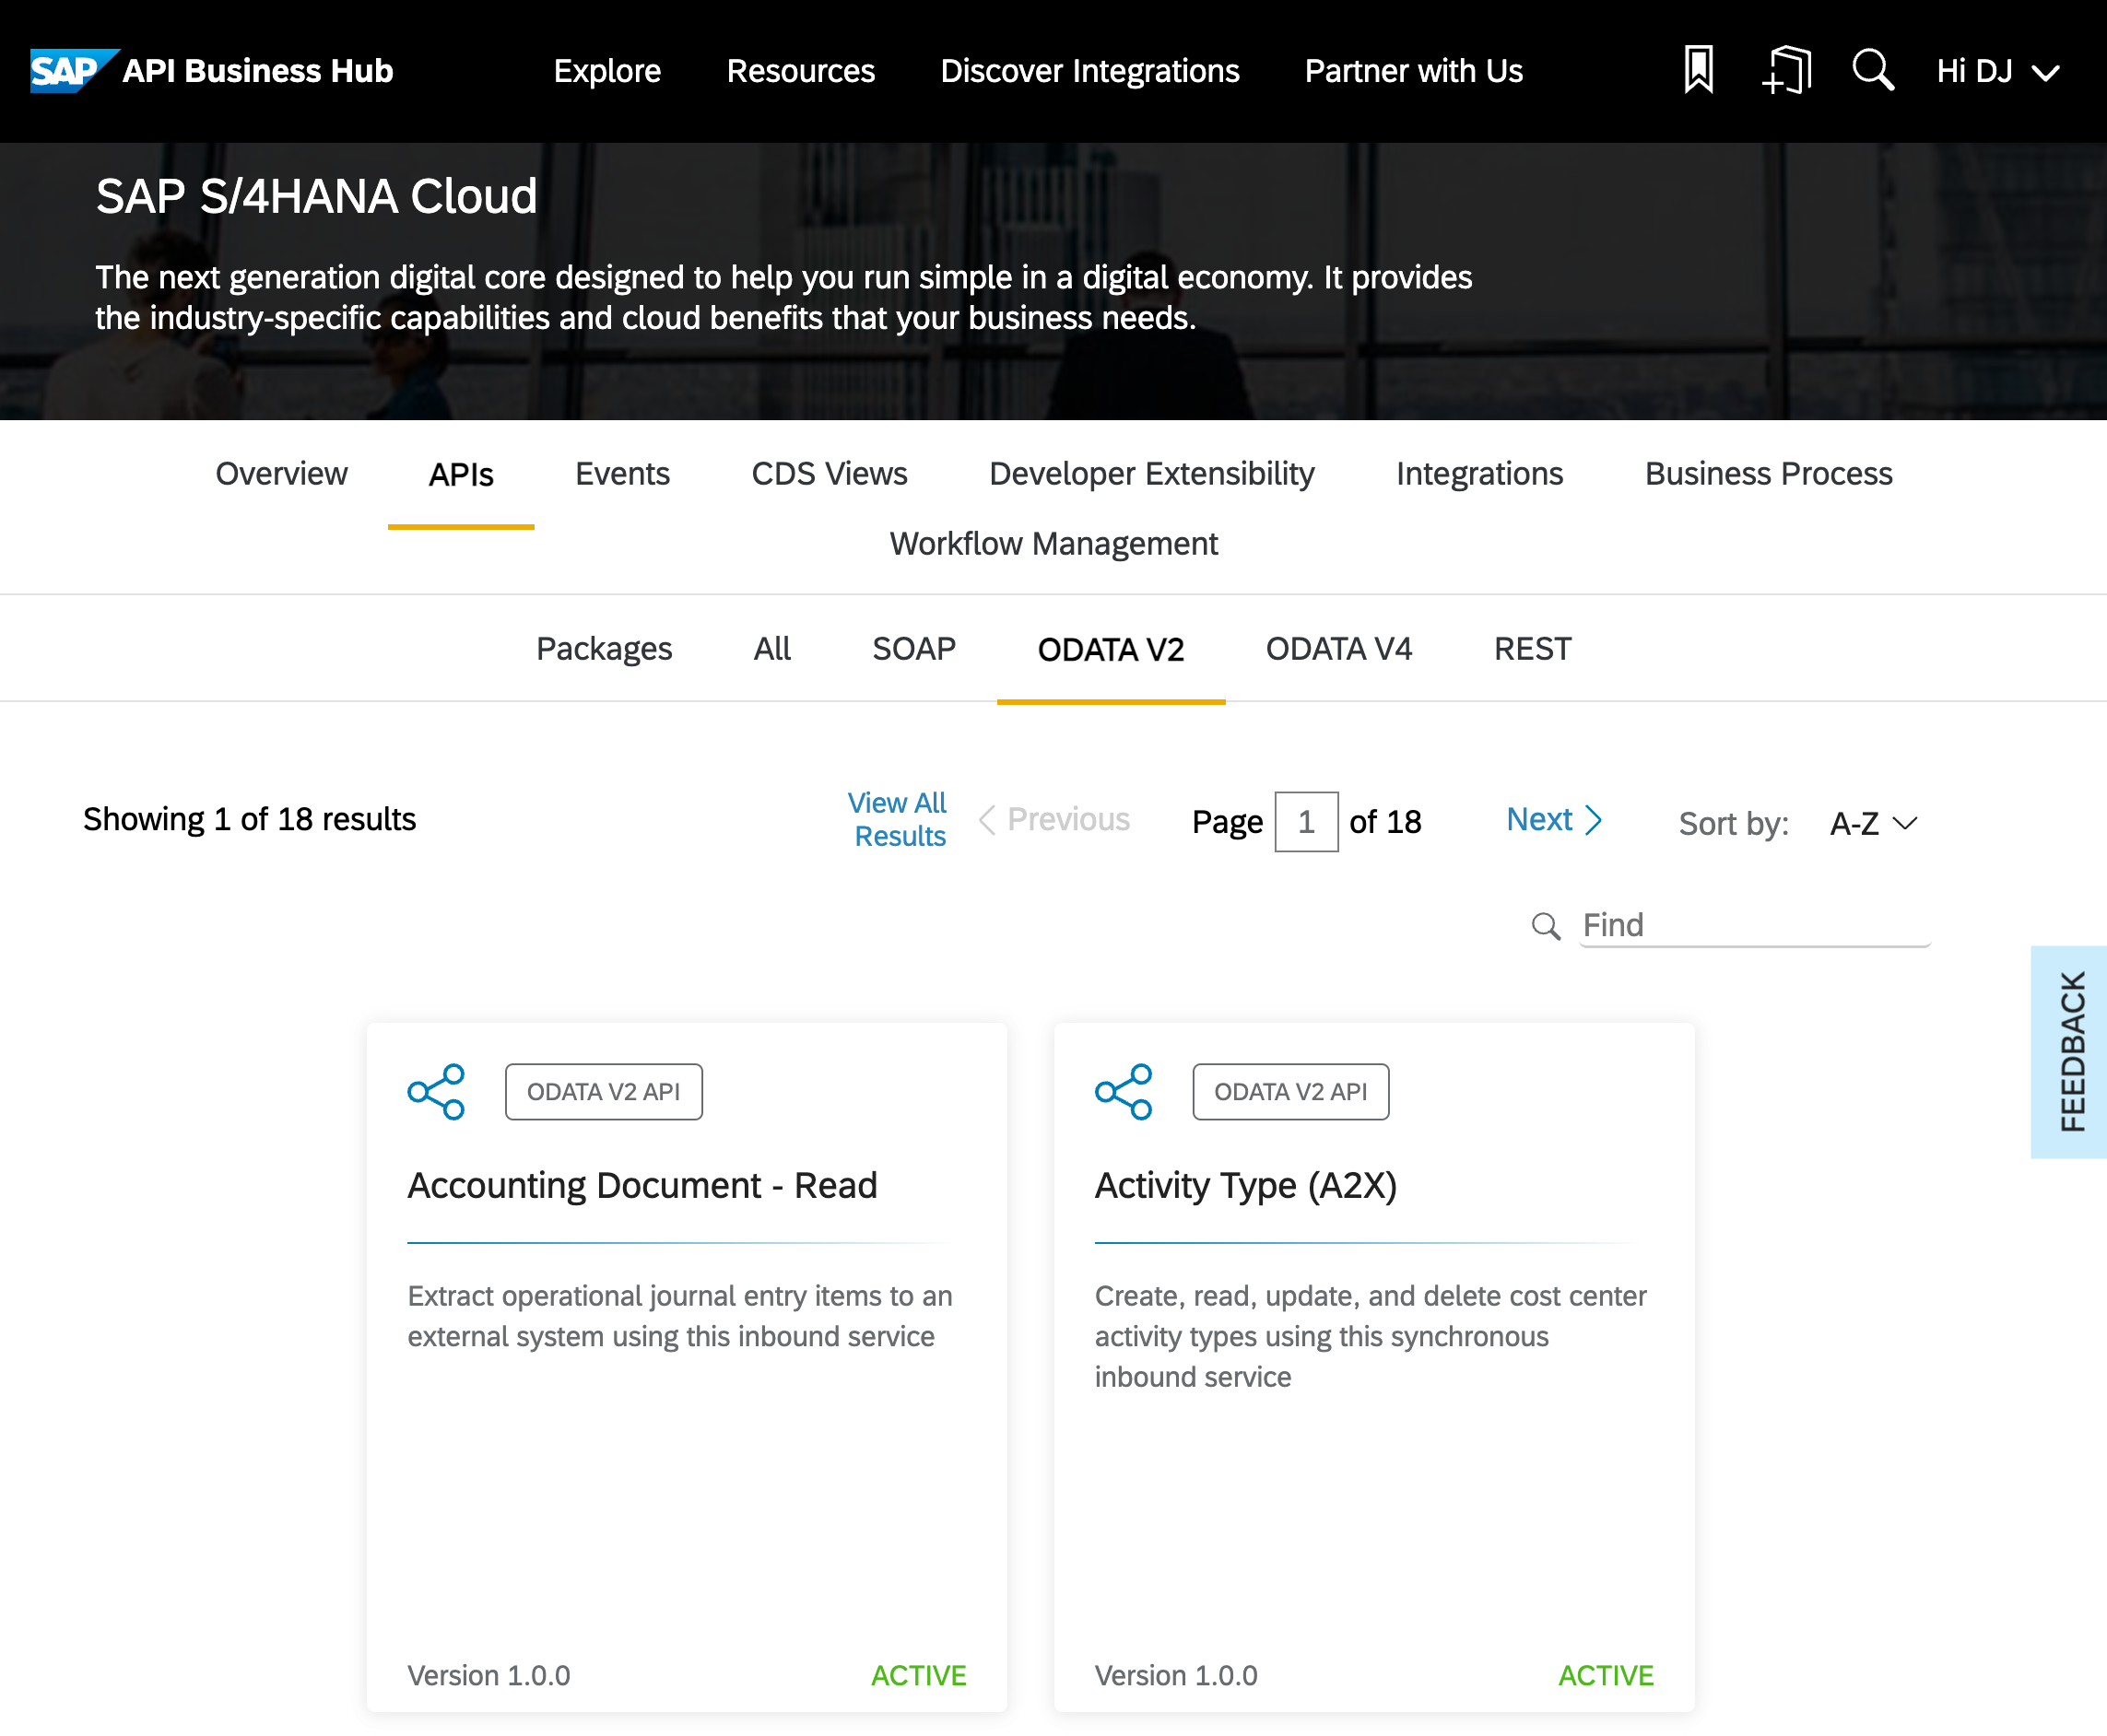 SAP API Business Hub Explore Resources Discover Integrations Partner with Us Hi DJ
SAP S/4HANA Cloud
The next generation digital core designed to help you run simple in a digital economy. It provides
the industry-specific capabilities and cloud benefits that your business needs.
Overview APIs Events CDS Views Developer Extensibility Integrations Business Process
Workflow Management
Packages All SOAP ODATA V2 ODATA V4 REST
Showing 1 of 18 results
View All
Results
Previous Page 1 of 18 Next Sort by: A-Z
Find
FEEDBACK
ODATA V2 API
Accounting Document - Read
Extract operational journal entry items to an
external system using this inbound service
Version 1.0.0 ACTIVE
ODATA V2 API
Activity Type (A2X)
Create, read, update, and delete cost center
activity types using this synchronous
inbound service
Version 1.0.0 ACTIVE